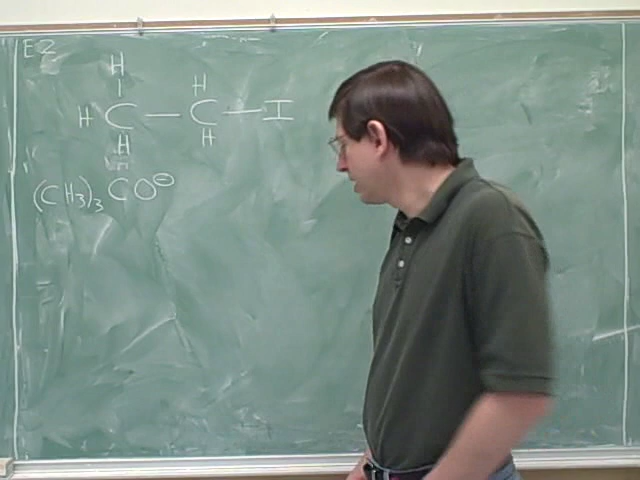 E2
H H
H C — C — I
H H
(CH3)3 CO⊖